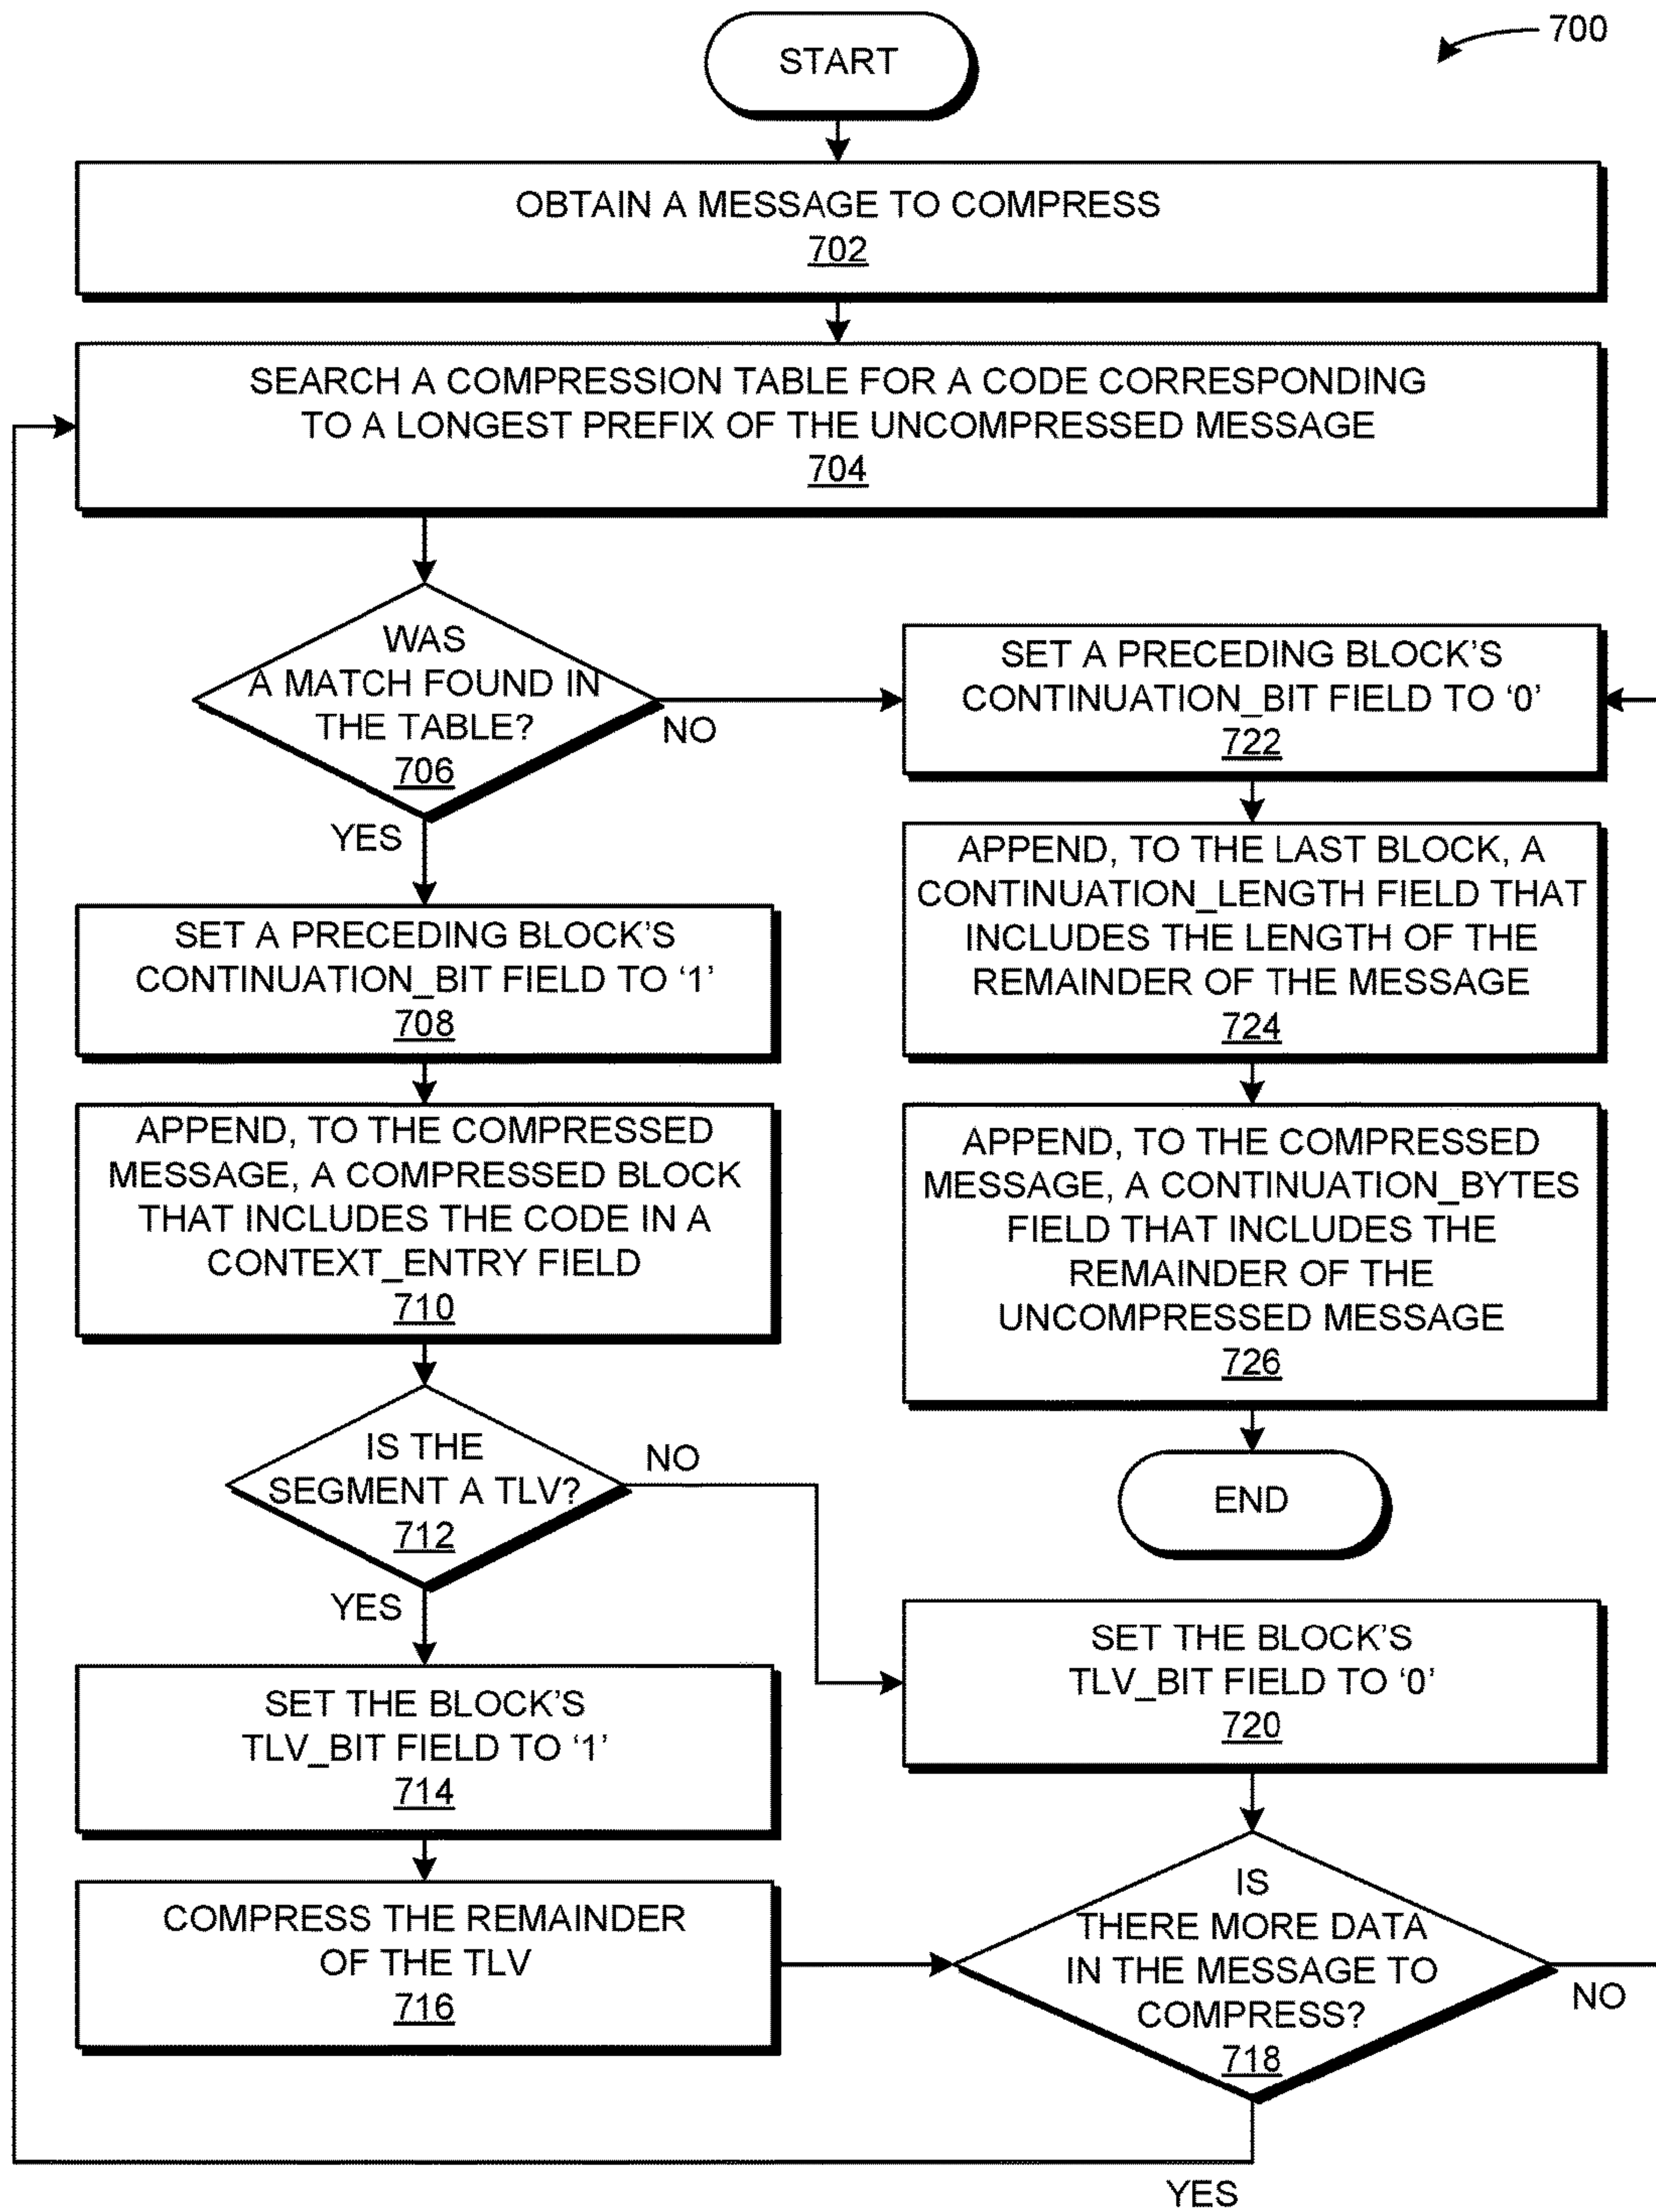 700
START
OBTAIN A MESSAGE TO COMPRESS
702
SEARCH A COMPRESSION TABLE FOR A CODE CORRESPONDING
TO A LONGEST PREFIX OF THE UNCOMPRESSED MESSAGE
704
WAS
A MATCH FOUND IN
THE TABLE?
706
NO
YES
SET A PRECEDING BLOCK’S
CONTINUATION_BIT FIELD TO ‘1’
708
APPEND, TO THE COMPRESSED
MESSAGE, A COMPRESSED BLOCK
THAT INCLUDES THE CODE IN A
CONTEXT_ENTRY FIELD
710
IS THE
SEGMENT A TLV?
712
NO
YES
SET THE BLOCK’S
TLV_BIT FIELD TO ‘1’
714
COMPRESS THE REMAINDER
OF THE TLV
716
SET A PRECEDING BLOCK’S
CONTINUATION_BIT FIELD TO ‘0’
722
APPEND, TO THE LAST BLOCK, A
CONTINUATION_LENGTH FIELD THAT
INCLUDES THE LENGTH OF THE
REMAINDER OF THE MESSAGE
724
APPEND, TO THE COMPRESSED
MESSAGE, A CONTINUATION_BYTES
FIELD THAT INCLUDES THE
REMAINDER OF THE
UNCOMPRESSED MESSAGE
726
END
SET THE BLOCK’S
TLV_BIT FIELD TO ‘0’
720
IS
THERE MORE DATA
IN THE MESSAGE TO
COMPRESS?
718
NO
YES